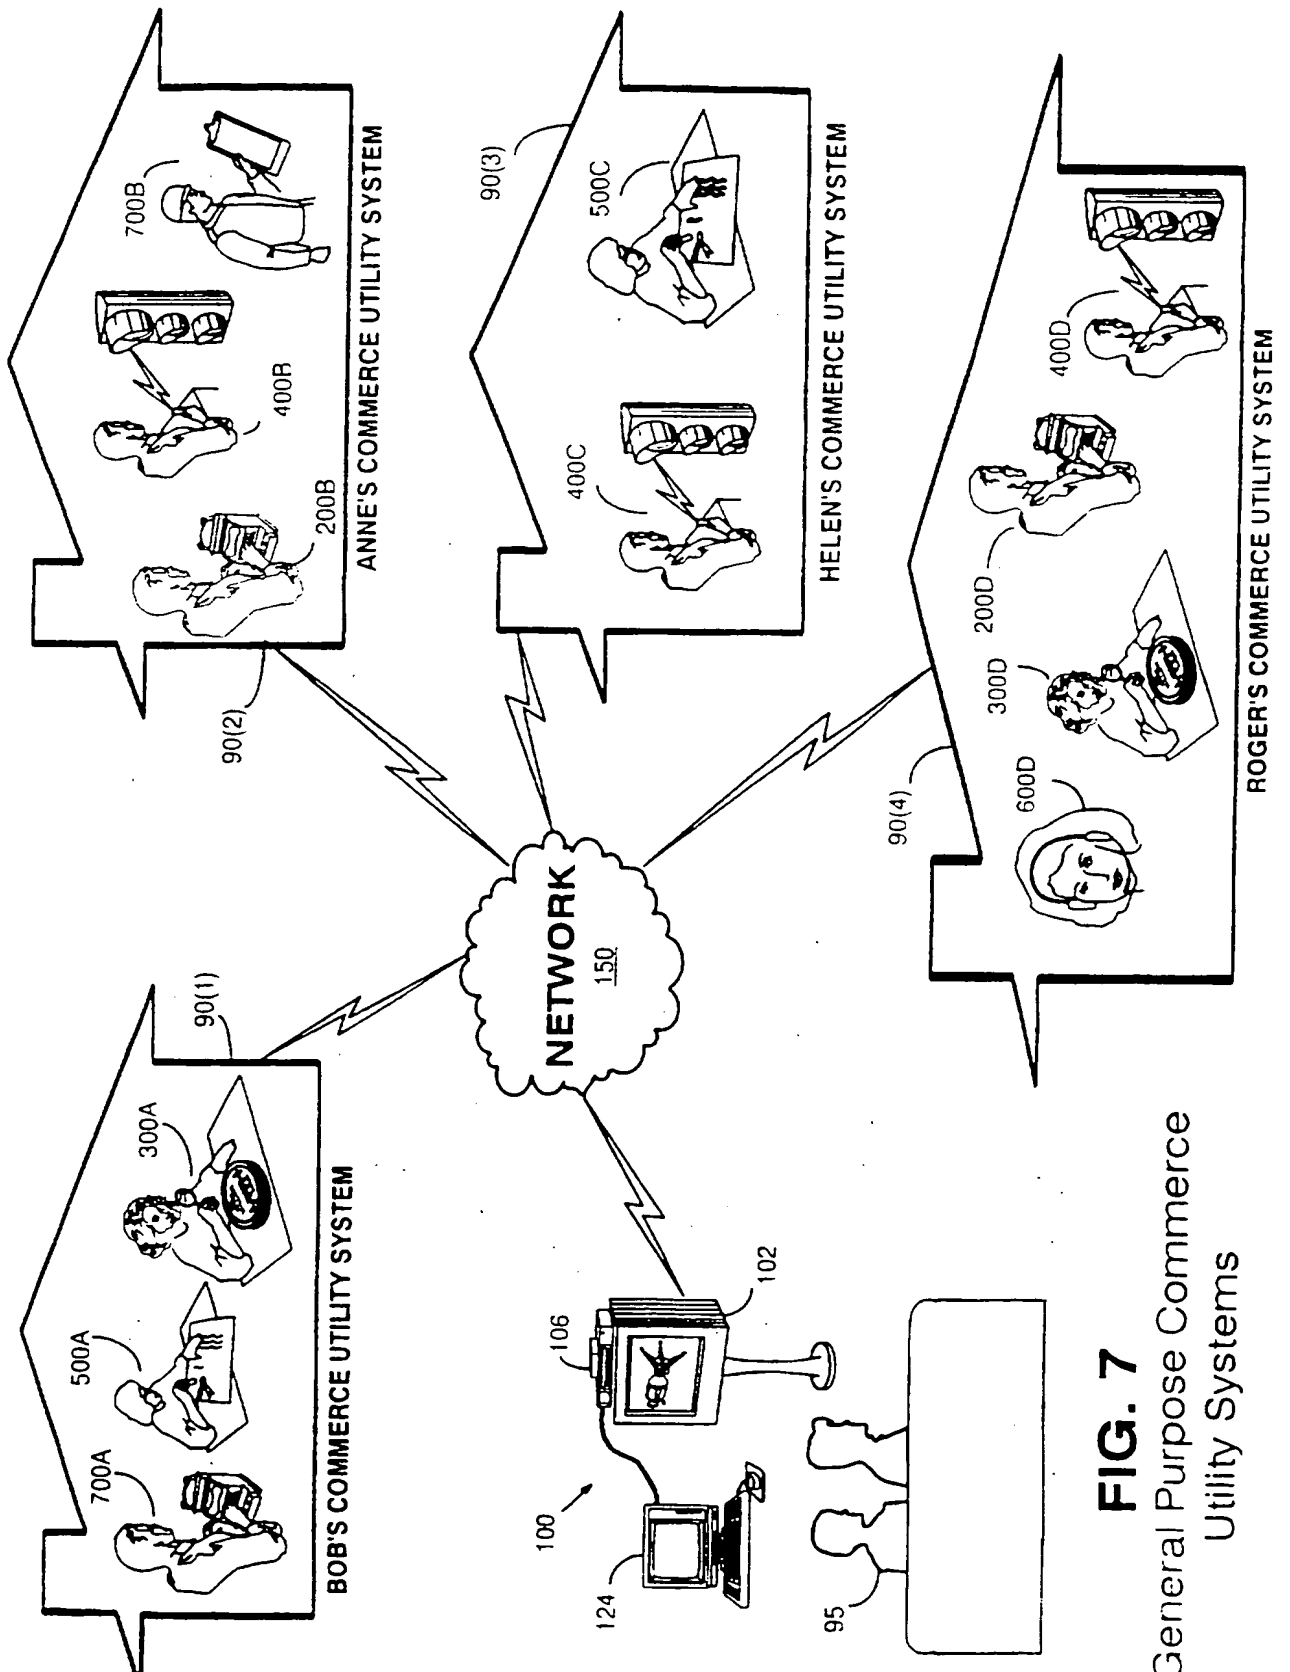 700A
500A
300A
90(1)
BOB'S COMMERCE UTILITY SYSTEM
90(2)
200B
400B
700B
ANNE'S COMMERCE UTILITY SYSTEM
90(3)
400C
500C
HELEN'S COMMERCE UTILITY SYSTEM
NETWORK
150
90(4)
600D
300D
200D
400D
ROGER'S COMMERCE UTILITY SYSTEM
100
106
102
124
95
FIG. 7
General Purpose Commerce
Utility Systems